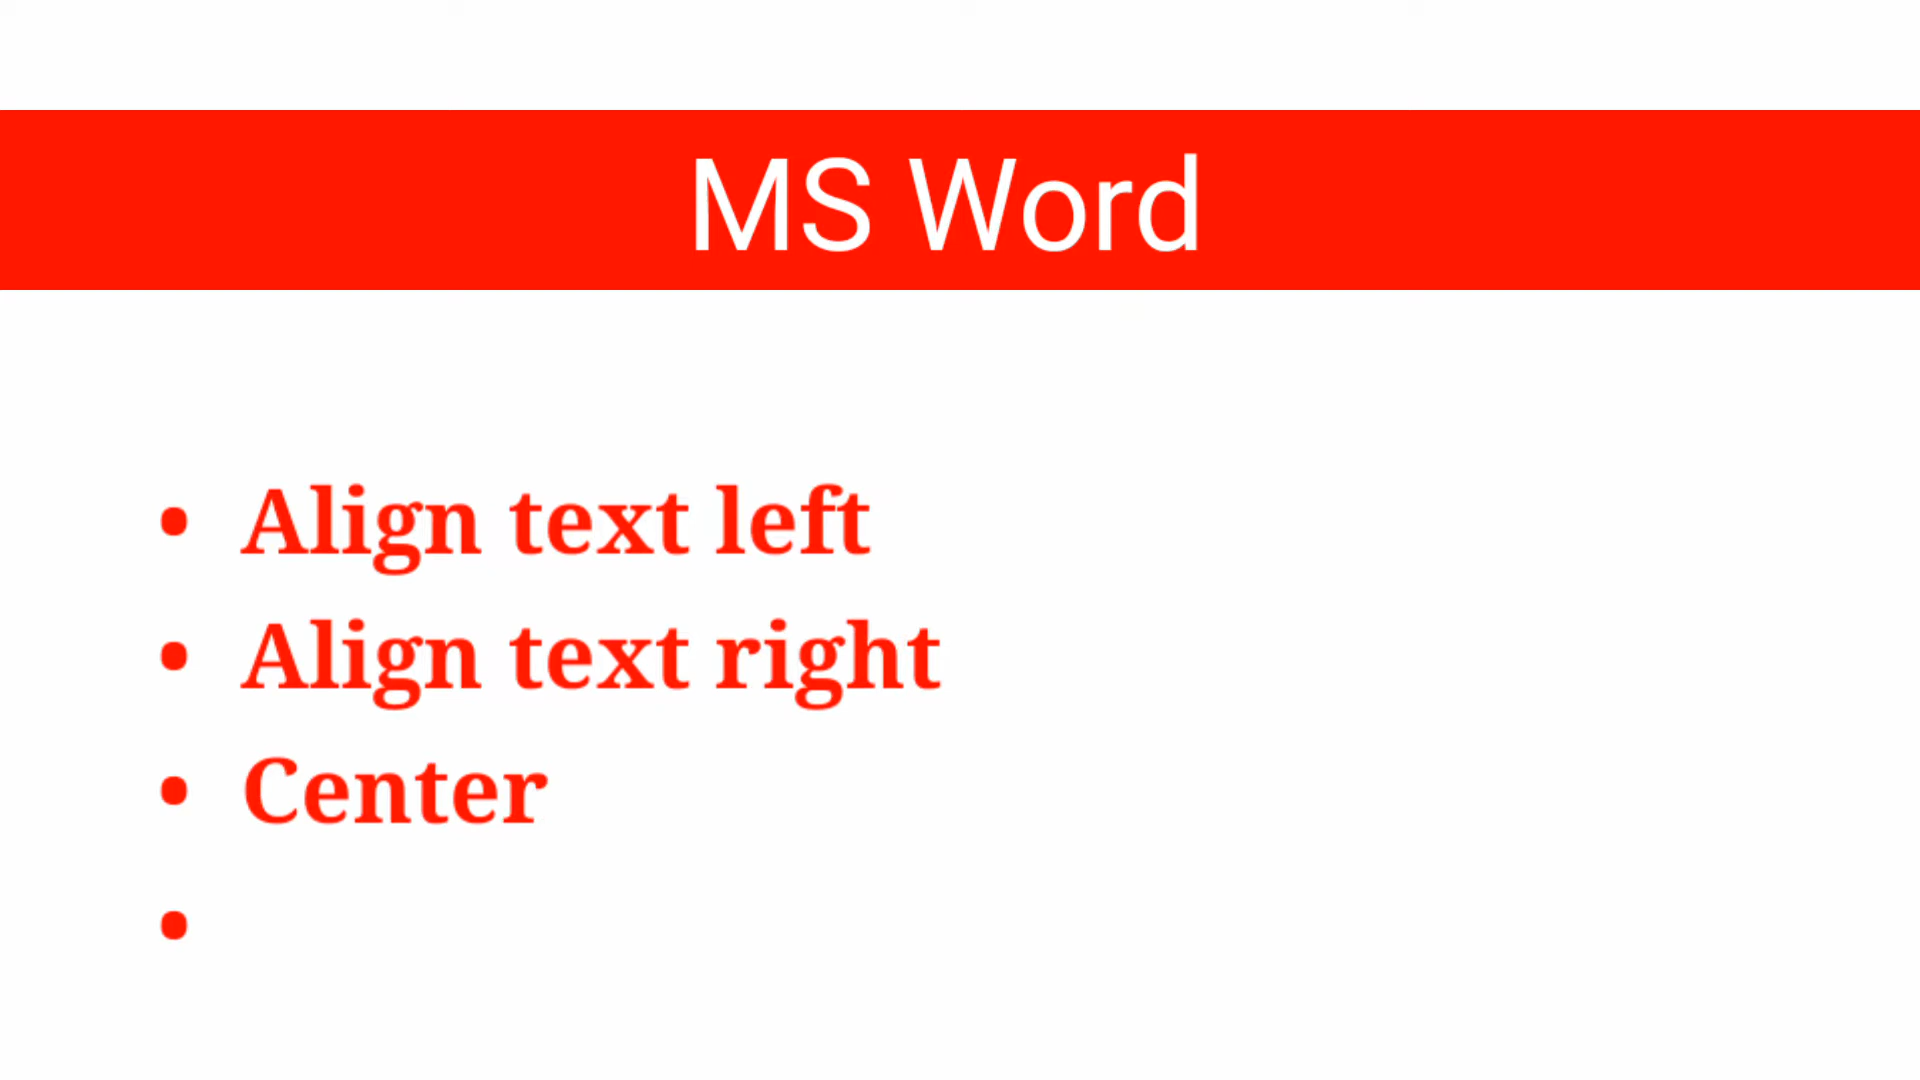 MS Word
• Align text left
• Align text right
• Center
•